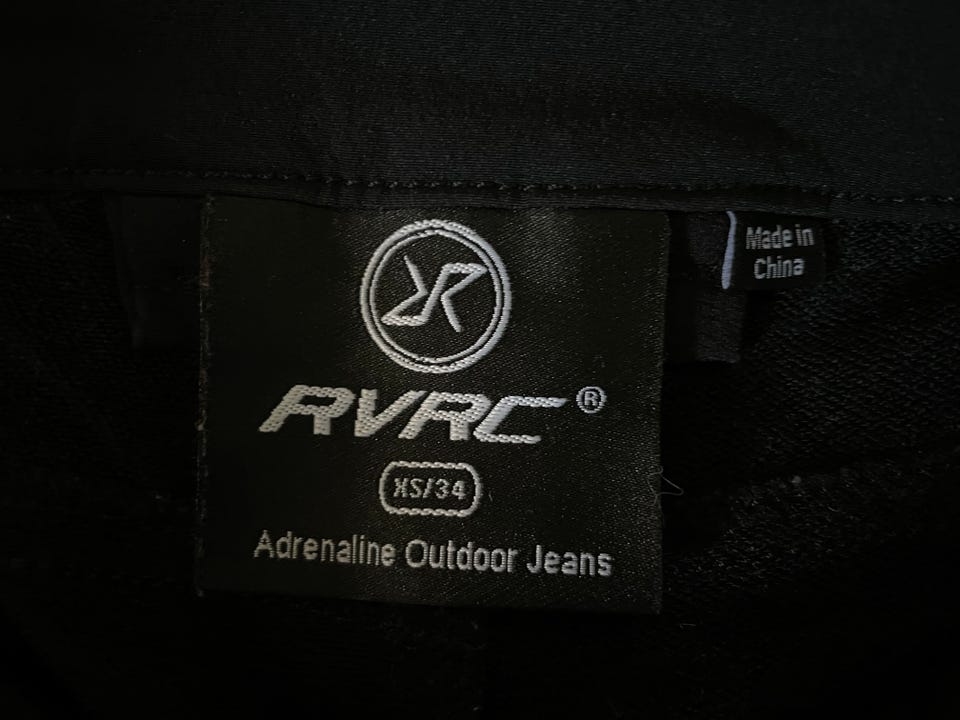 RVRC®
XS/34
Adrenaline Outdoor Jeans
Made in
China